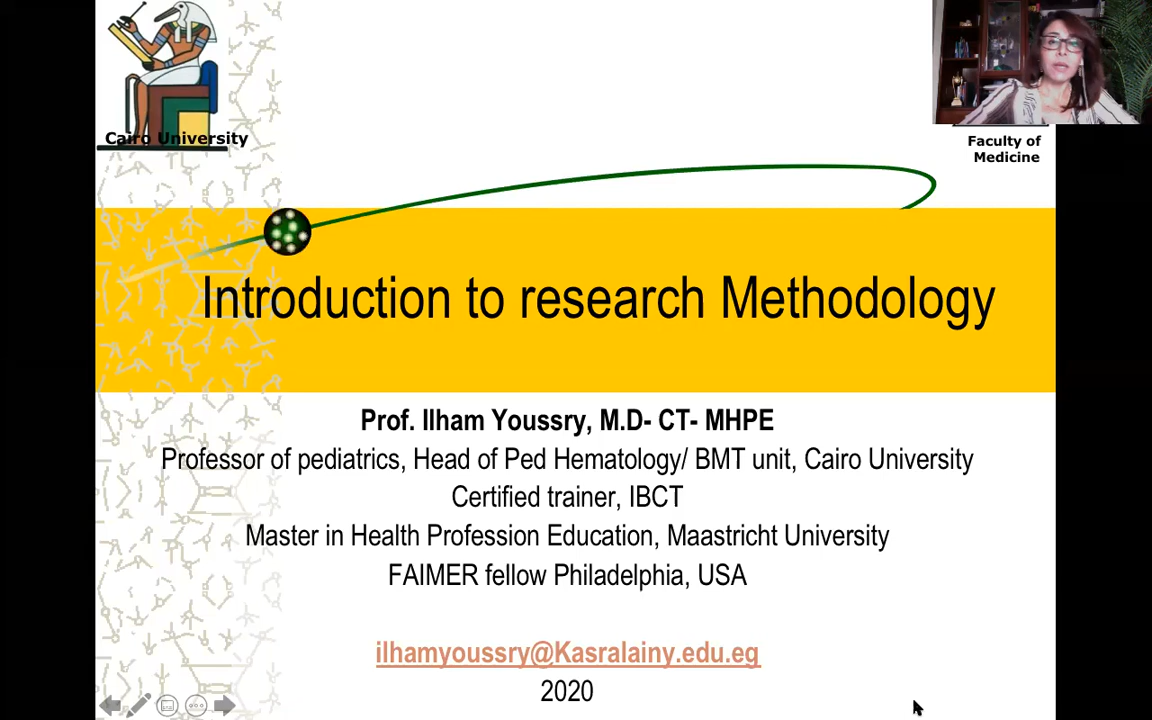 Cairo University
Faculty of
Medicine
Introduction to research Methodology
Prof. Ilham Youssry, M.D- CT- MHPE
Professor of pediatrics, Head of Ped Hematology/ BMT unit, Cairo University
Certified trainer, IBCT
Master in Health Profession Education, Maastricht University
FAIMER fellow Philadelphia, USA
ilhamyoussry@Kasralainy.edu.eg
2020